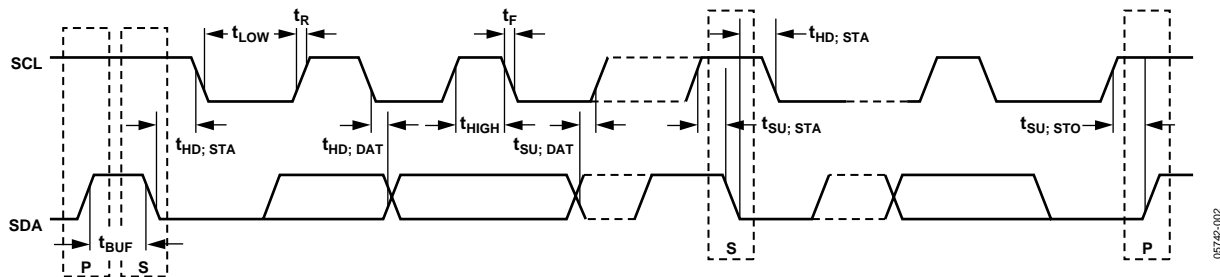 tR
tF
tLOW
tHD; STA
SCL
tHD; STA
tHD; DAT
tHIGH
tSU; DAT
tSU; STA
tSU; STO
SDA
tBUF
P
S
S
P
05742-002